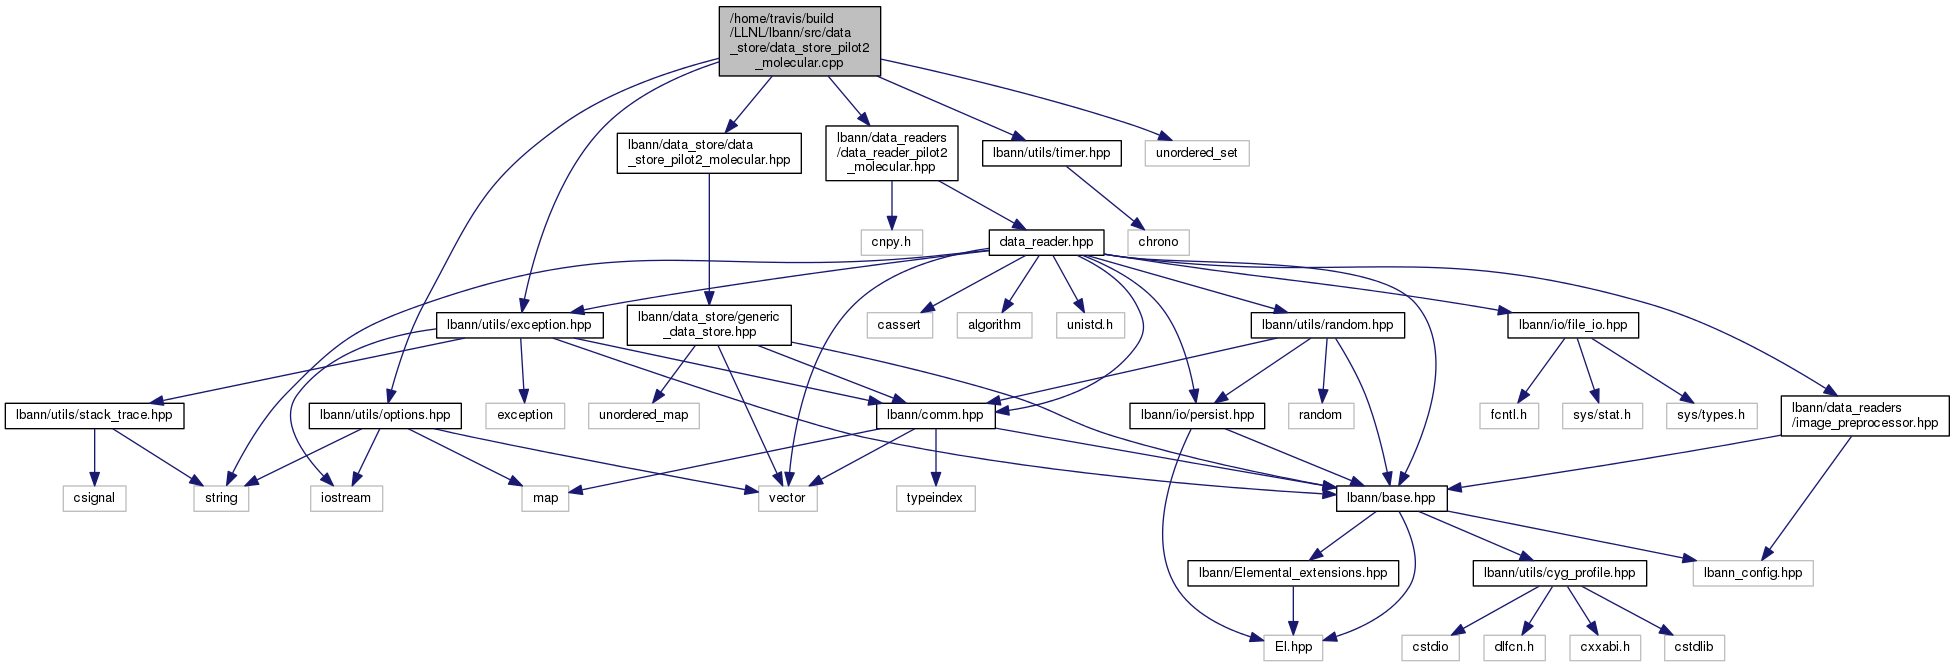 /home/travis/build
/LLNL/lbann/src/data
_store/data_store_pilot2
_molecular.cpp
lbann/data_store/data
_store_pilot2_molecular.hpp
lbann/data_readers
/data_reader_pilot2
_molecular.hpp
lbann/utils/timer.hpp
unordered_set
cnpy.h
data_reader.hpp
chrono
lbann/utils/exception.hpp
lbann/data_store/generic
_data_store.hpp
cassert
algorithm
unistd.h
lbann/utils/random.hpp
lbann/io/file_io.hpp
lbann/utils/stack_trace.hpp
lbann/utils/options.hpp
exception
unordered_map
lbann/comm.hpp
lbann/io/persist.hpp
random
fcntl.h
sys/stat.h
sys/types.h
lbann/data_readers
/image_preprocessor.hpp
csignal
string
iostream
map
vector
typeindex
lbann/base.hpp
lbann/Elemental_extensions.hpp
lbann/utils/cyg_profile.hpp
lbann_config.hpp
El.hpp
cstdio
dlfcn.h
cxxabi.h
cstdlib